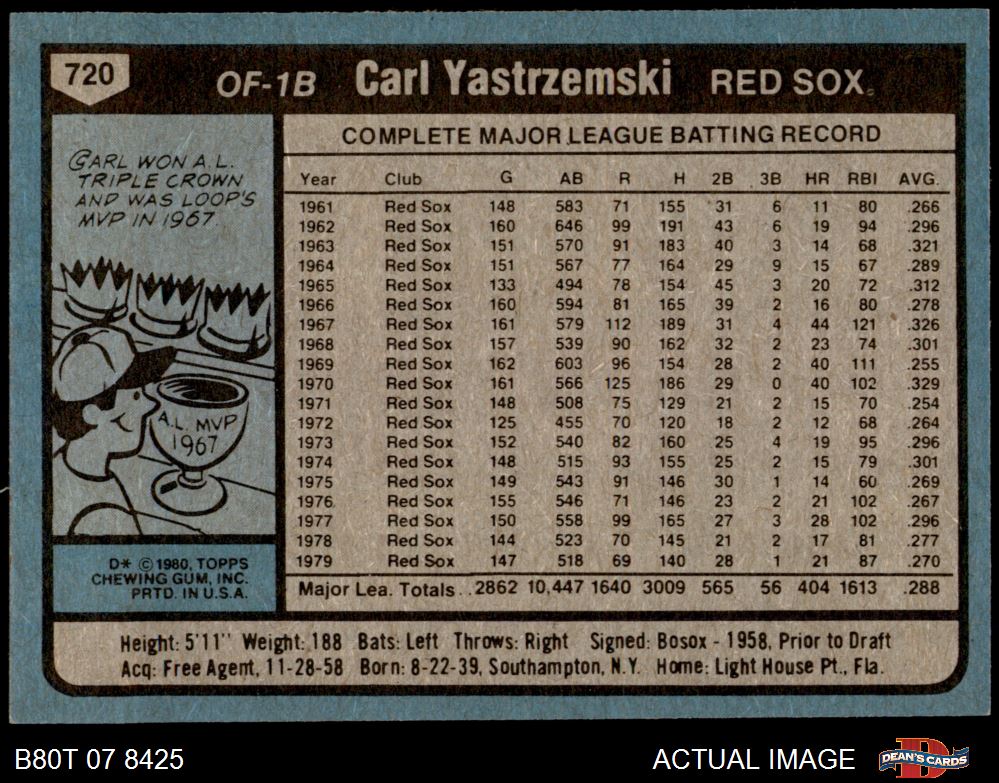 720 OF-1B Carl Yastrzemski RED SOX
CARL WON A.L.
TRIPLE CROWN
AND WAS LOOP'S
MVP IN 1967.
A.L. MVP
1967
D* © 1980, TOPPS
CHEWING GUM, INC.
PRTD. IN U.S.A.
COMPLETE MAJOR LEAGUE BATTING RECORD
Year Club G AB R H 2B 3B HR RBI AVG.
1961 Red Sox 148 583 71 155 31 6 11 80 .266
1962 Red Sox 160 646 99 191 43 6 19 94 .296
1963 Red Sox 151 570 91 183 40 3 14 68 .321
1964 Red Sox 151 567 77 164 29 9 15 67 .289
1965 Red Sox 133 494 78 154 45 3 20 72 .312
1966 Red Sox 160 594 81 165 39 2 16 80 .278
1967 Red Sox 161 579 112 189 31 4 44 121 .326
1968 Red Sox 157 539 90 162 32 2 23 74 .301
1969 Red Sox 162 603 96 154 28 2 40 111 .255
1970 Red Sox 161 566 125 186 29 0 40 102 .329
1971 Red Sox 148 508 75 129 21 2 15 70 .254
1972 Red Sox 125 455 70 120 18 2 12 68 .264
1973 Red Sox 152 540 82 160 25 4 19 95 .296
1974 Red Sox 148 515 93 155 25 2 15 79 .301
1975 Red Sox 149 543 91 146 30 1 14 60 .269
1976 Red Sox 155 546 71 146 23 2 21 102 .267
1977 Red Sox 150 558 99 165 27 3 28 102 .296
1978 Red Sox 144 523 70 145 21 2 17 81 .277
1979 Red Sox 147 518 69 140 28 1 21 87 .270
Major Lea. Totals . . 2862 10,447 1640 3009 565 56 404 1613 .288
Height: 5'11" Weight: 188 Bats: Left Throws: Right Signed: Bosox - 1958, Prior to Draft
Acq: Free Agent, 11-28-58 Born: 8-22-39, Southampton, N.Y. Home: Light House Pt., Fla.
B80T 07 8425 ACTUAL IMAGE DEAN'S CARDS